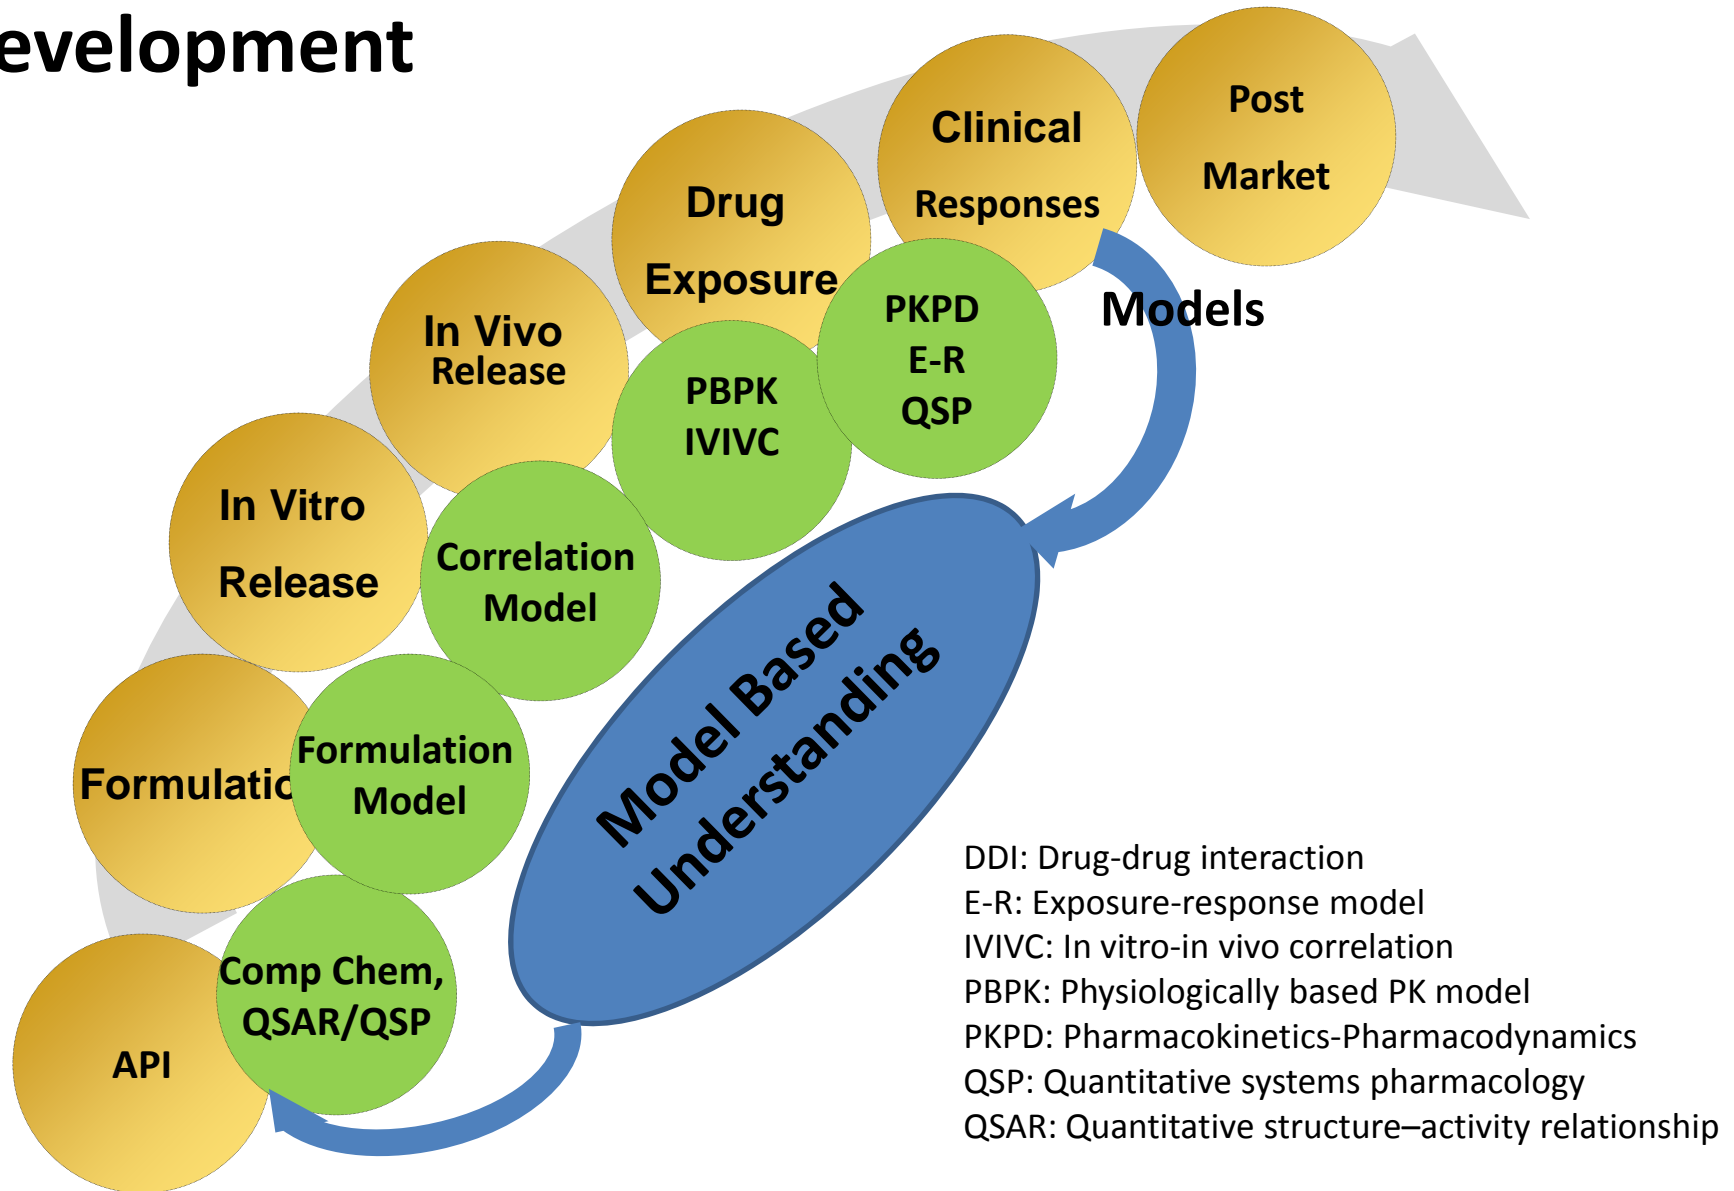 evelopment
Post
Market
Clinical
Responses
Drug
Exposure
In Vivo
Release
In Vitro
Release
Formulatio
API
PKPD
E-R
QSP
Models
PBPK
IVIVC
Correlation
Model
Formulation
Model
Comp Chem,
QSAR/QSP
Model Based
Understanding
DDI: Drug-drug interaction
E-R: Exposure-response model
IVIVC: In vitro-in vivo correlation
PBPK: Physiologically based PK model
PKPD: Pharmacokinetics-Pharmacodynamics
QSP: Quantitative systems pharmacology
QSAR: Quantitative structure–activity relationship